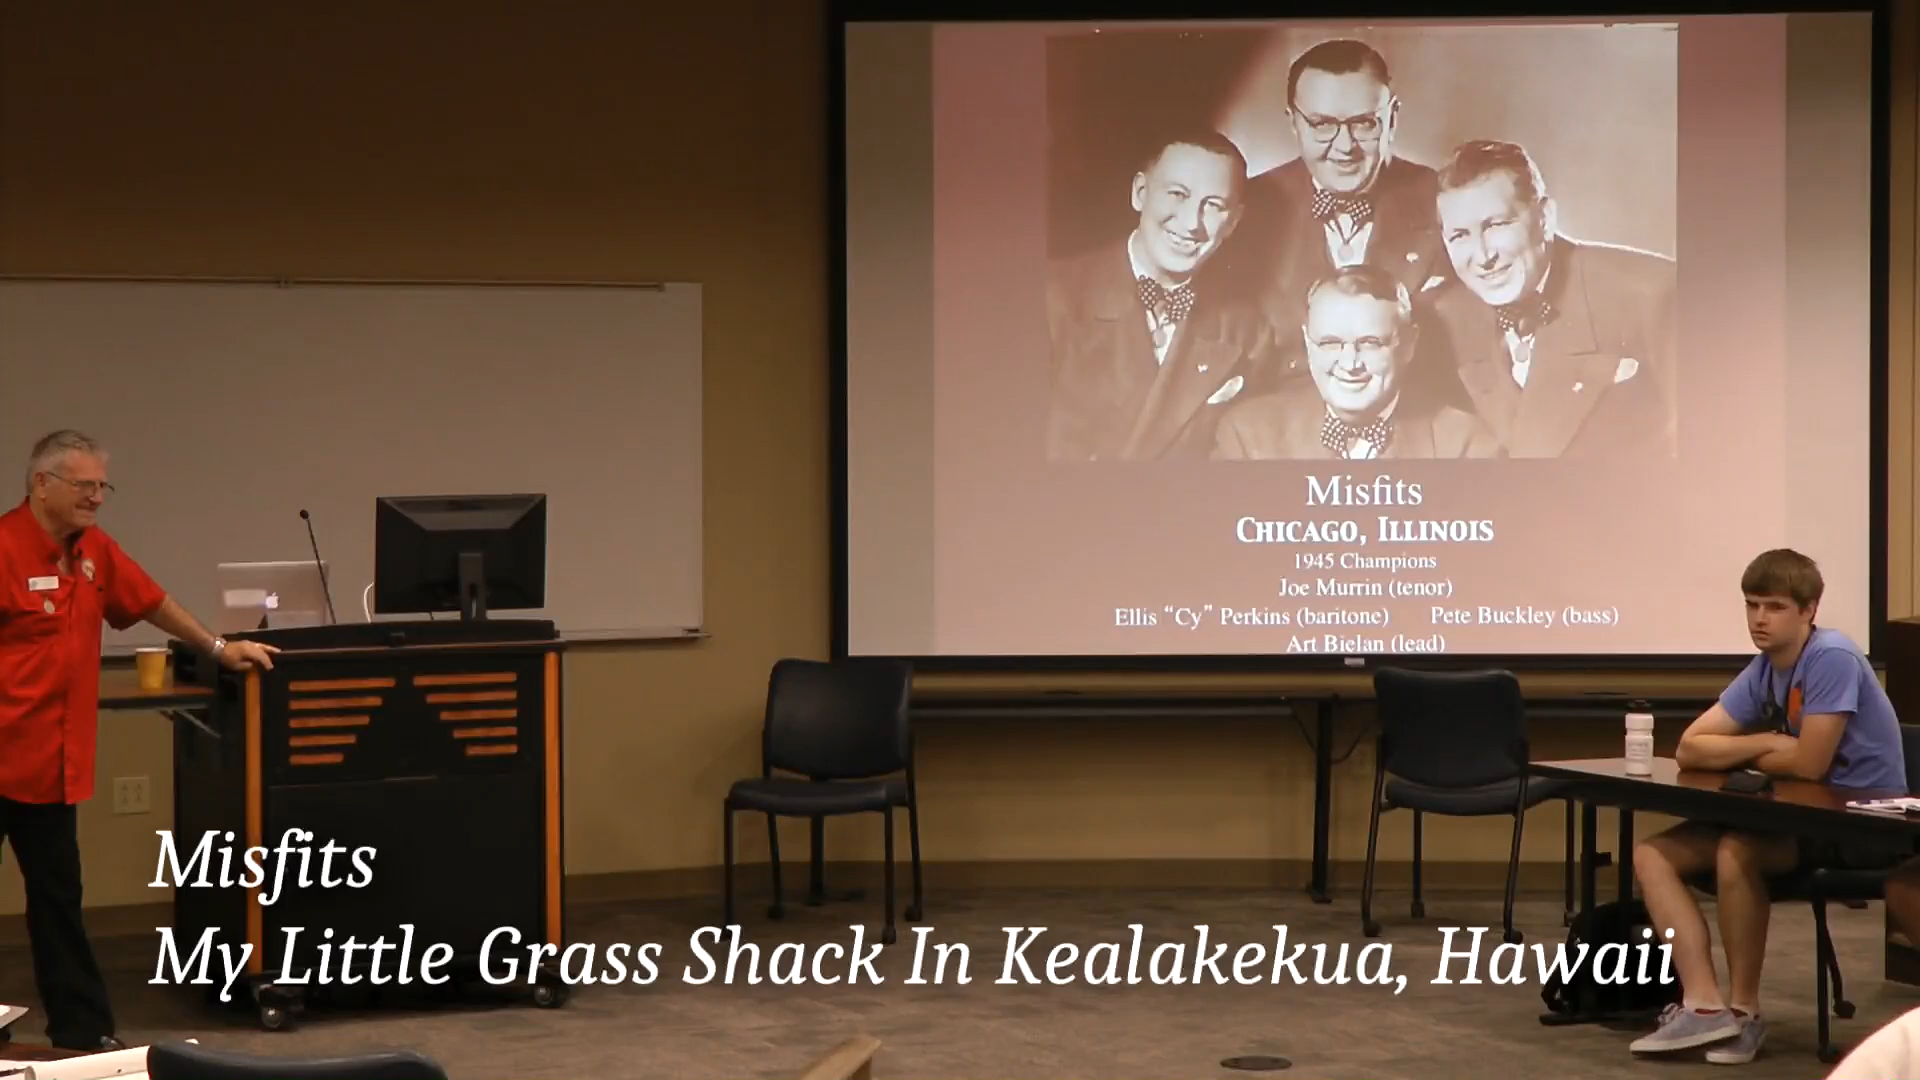 Misfits
CHICAGO, ILLINOIS
1945 Champions
Joe Murrin (tenor)
Ellis “Cy” Perkins (baritone) Pete Buckley (bass)
Art Bielan (lead)
Misfits
My Little Grass Shack In Kealakekua, Hawaii